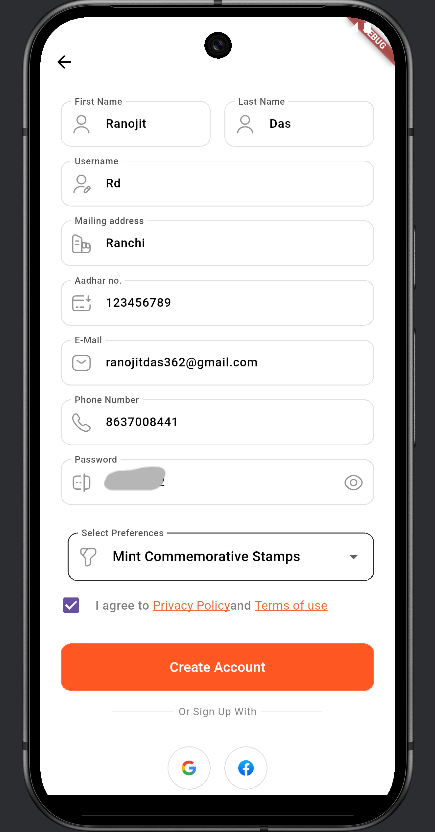 DEBUG
First Name
Last Name
Ranojit
Das
Username
Rd
Mailing address
Ranchi
Aadhar no.
123456789
E-Mail
ranojitdas362@gmail.com
Phone Number
8637008441
Password
Select Preferences
Mint Commemorative Stamps
I agree to Privacy Policyand Terms of use
Create Account
Or Sign Up With